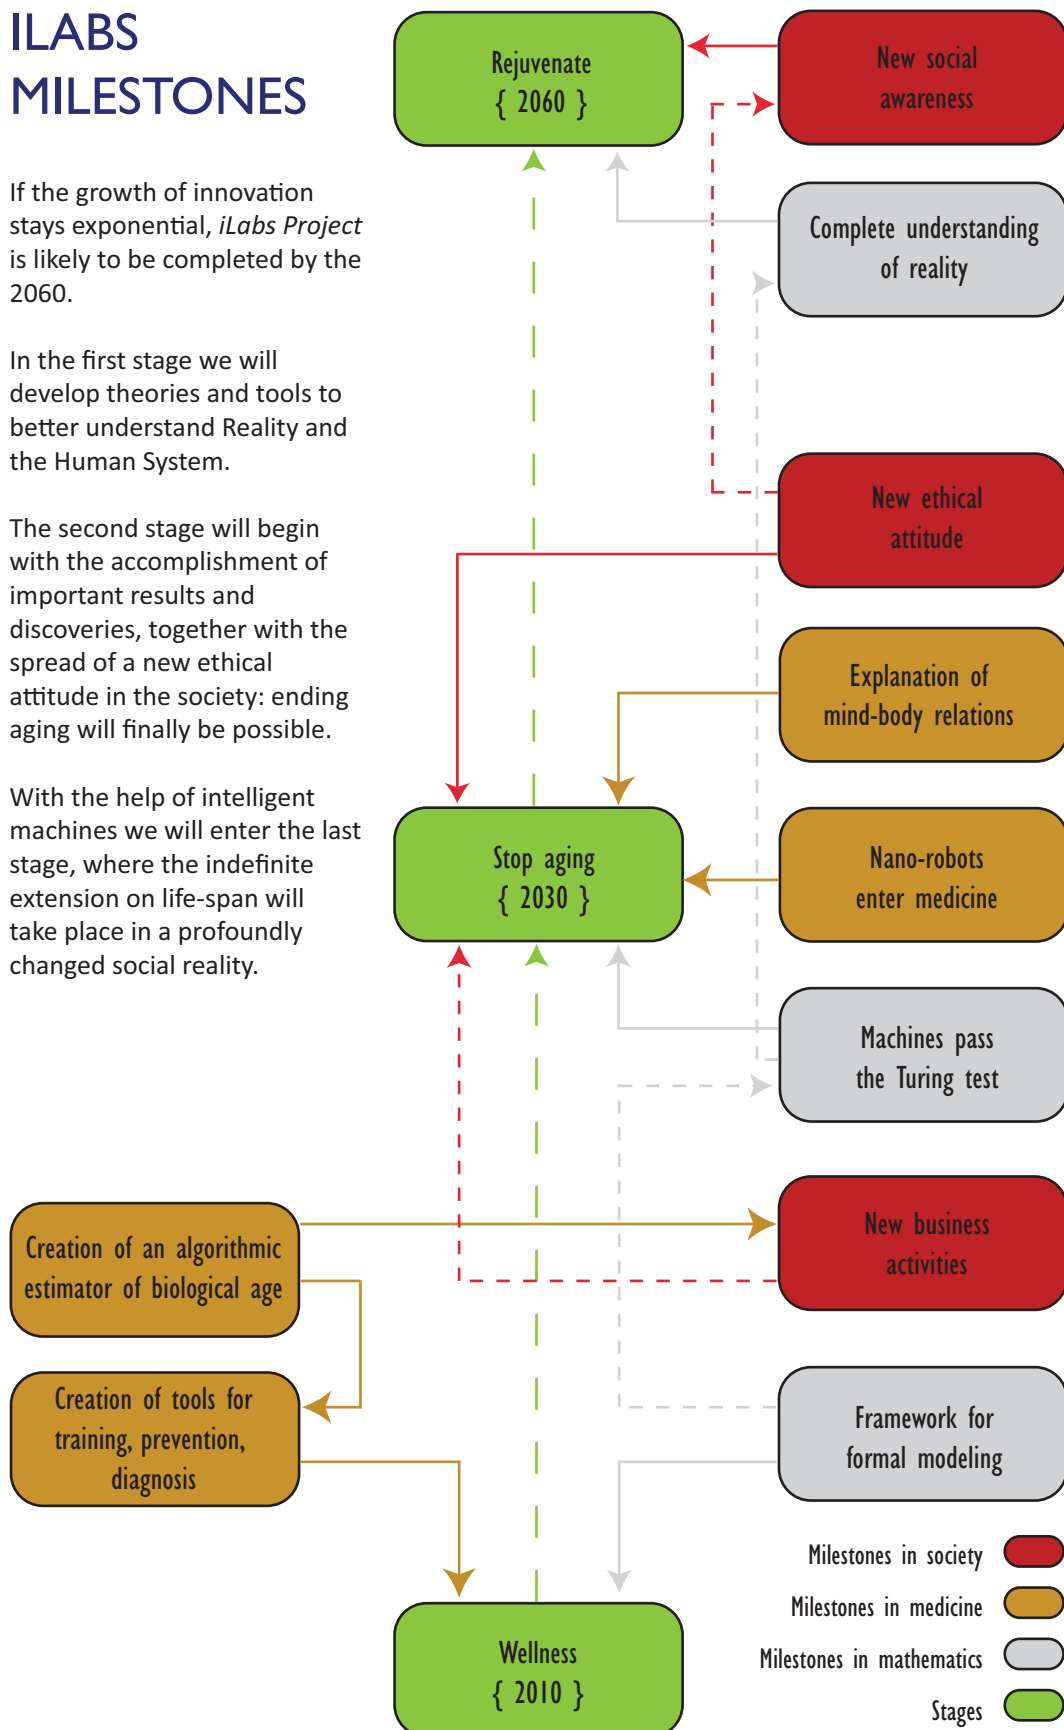 ILABS
MILESTONES
If the growth of innovation
stays exponential, iLabs Project
is likely to be completed by the
2060.
In the first stage we will
develop theories and tools to
better understand Reality and
the Human System.
The second stage will begin
with the accomplishment of
important results and
discoveries, together with the
spread of a new ethical
attitude in the society: ending
aging will finally be possible.
With the help of intelligent
machines we will enter the last
stage, where the indefinite
extension on life-span will
take place in a profoundly
changed social reality.
Rejuvenate
{ 2060 }
New social
awareness
Complete understanding
of reality
New ethical
attitude
Explanation of
mind-body relations
Stop aging
{ 2030 }
Nano-robots
enter medicine
Machines pass
the Turing test
Creation of an algorithmic
estimator of biological age
New business
activities
Creation of tools for
training, prevention,
diagnosis
Framework for
formal modeling
Wellness
{ 2010 }
Milestones in society
Milestones in medicine
Milestones in mathematics
Stages